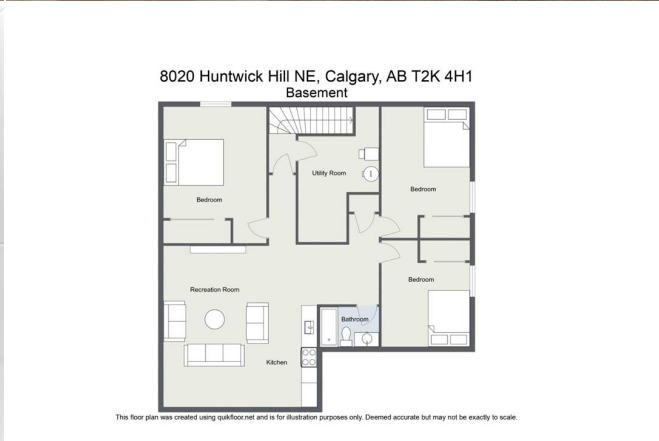 8020 Huntwick Hill NE, Calgary, AB T2K 4H1
Basement
Utility Room
Bedroom
Bedroom
Bedroom
Recreation Room
Bathroom
Kitchen
This floor plan was created using quikfloor.net and is for illustration purposes only. Deemed accurate but may not be exactly to scale.